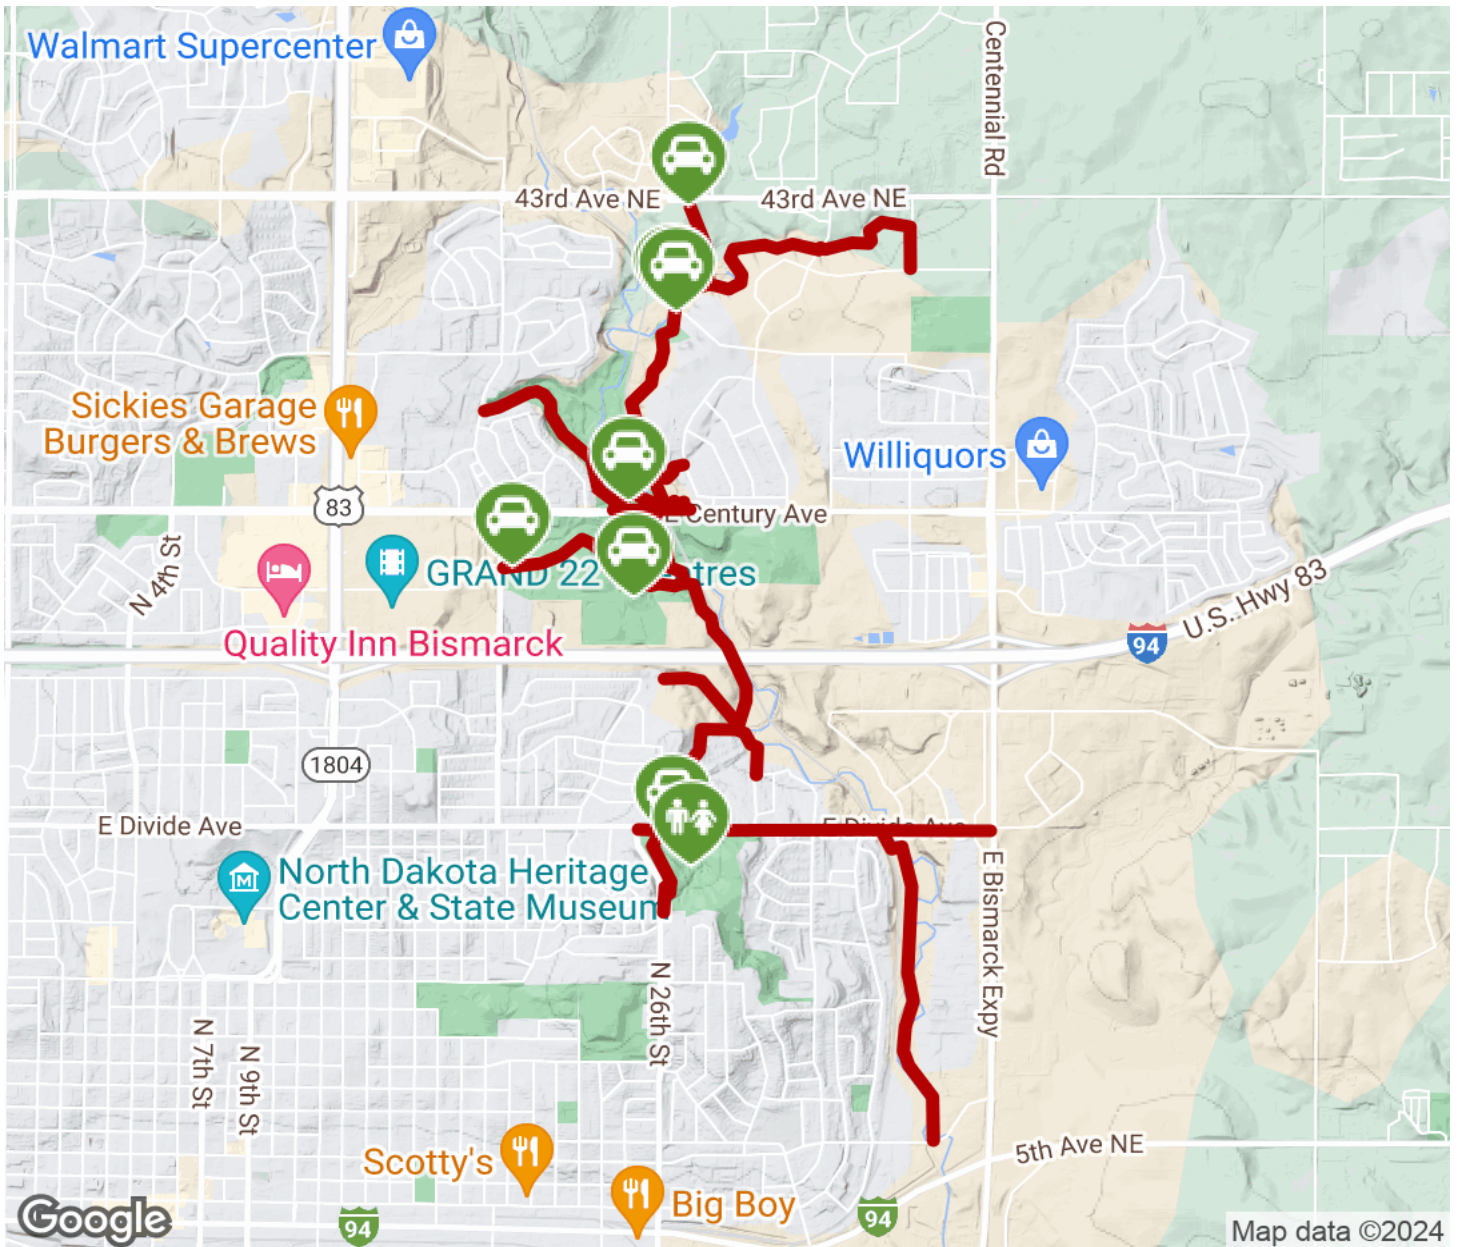 Walmart Supercenter
Centennial Rd
43rd Ave NE
43rd Ave NE
Sickies Garage
Burgers & Brews
Williquors
83
E Century Ave
N 4th St
GRAND 22
tres
U.S. Hwy 83
Quality Inn Bismarck
94
1804
E Divide Ave
E Divide Ave
M
North Dakota Heritage
Center & State Museum
E Bismarck Expy
N 26th St
N 7th St
N 9th St
5th Ave NE
Scotty's
Big Boy
94
94
Google
Map data ©2024